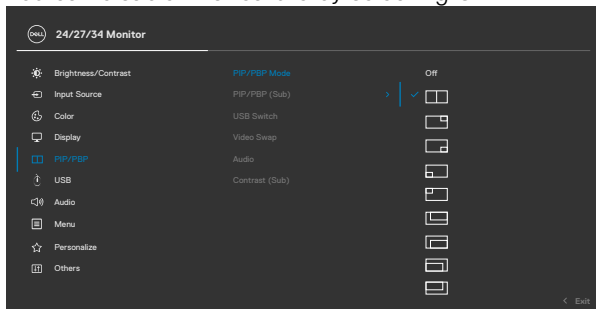 DELL 24/27/34 Monitor
Brightness/Contrast PIP/PBP Mode Off
Input Source PIP/PBP (Sub)
Color USB Switch
Display Video Swap
PIP/PBP Audio
USB Contrast (Sub)
Audio
Menu
Personalize
Others
Exit